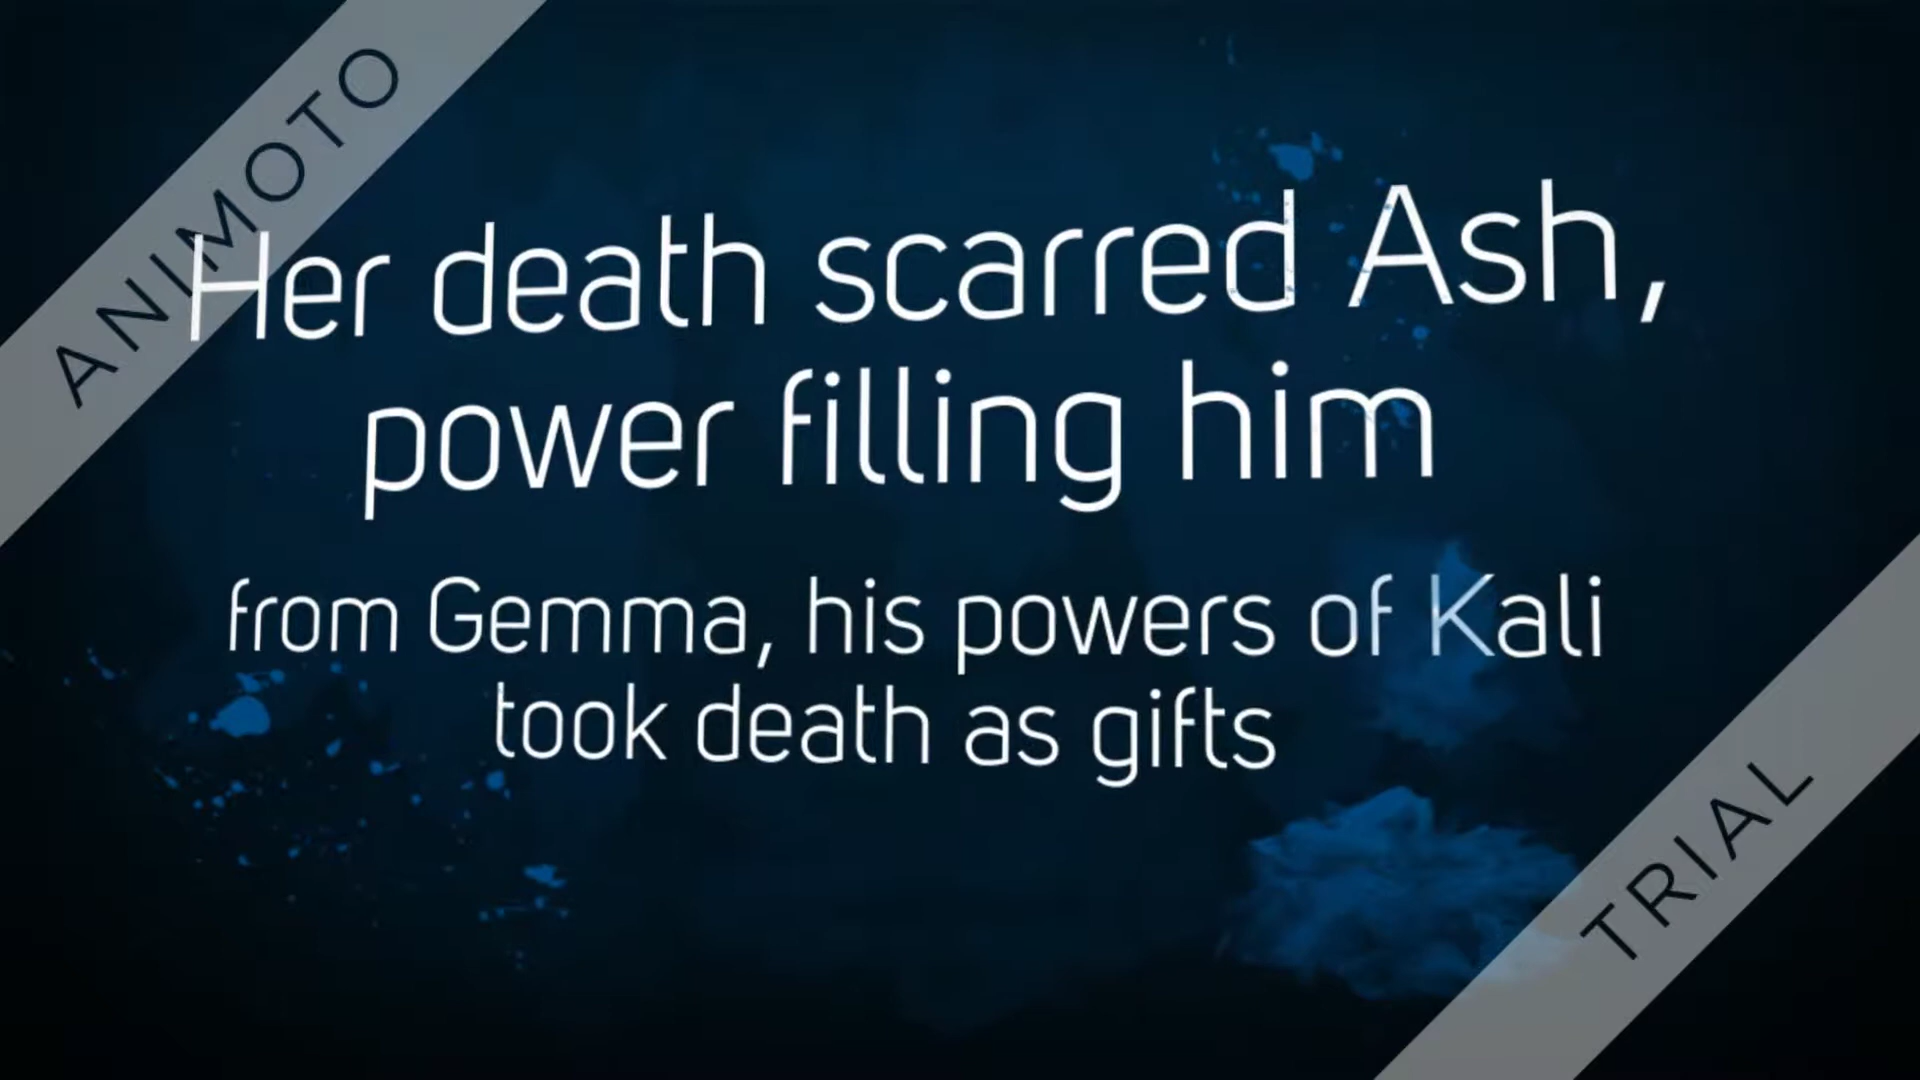 ANIMOTO
Her death scarred Ash,
power filling him
from Gemma, his powers of Kali
took death as gifts
TRIAL